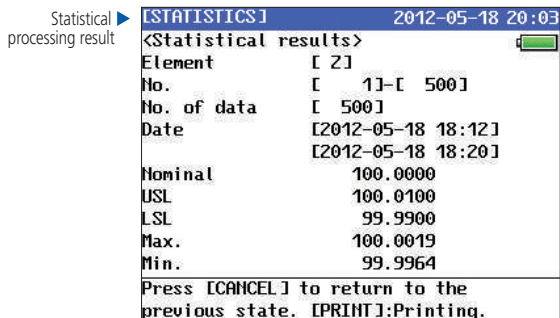 Statistical ▶
processing result
[STATISTICS] 2012-05-18 20:03
<Statistical results>
Element [ Z]
No. [ 1]-[ 500]
No. of data [ 500]
Date [2012-05-18 18:12]
[2012-05-18 18:20]
Nominal 100.0000
USL 100.0100
LSL 99.9900
Max. 100.0019
Min. 99.9964
Press [CANCEL] to return to the
previous state. [PRINT]:Printing.